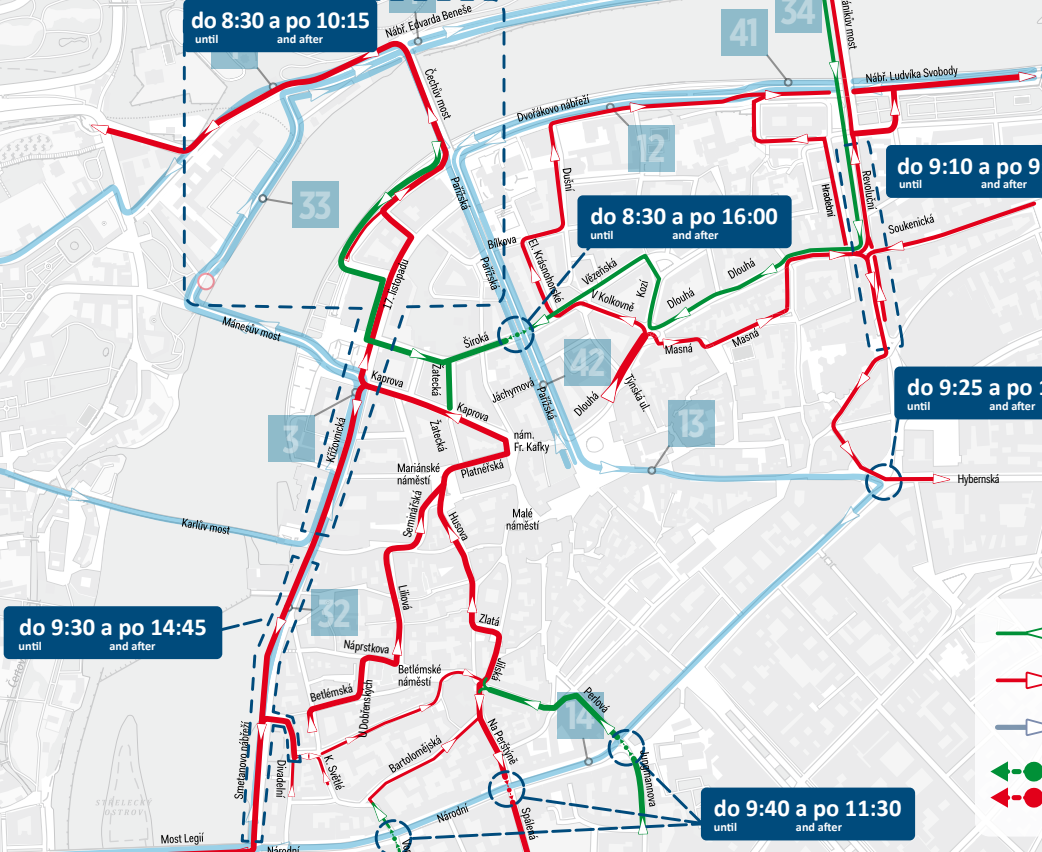 do 8:30 a po 10:15
until and after
Nábř. Edvarda Beneše
34
ánikův most
41
Čechův most
Nábř. Ludvíka Svobody
Dvořákovo nábřeží
12
do 9:10 a po 9
until and after
33
Pařížská
Dušní
Hradební
Revoluční
do 8:30 a po 16:00
until and after
Soukenická
Bílkova
El. Krásnohorské
Pařížská
Vězeňská
Kozí
Dlouhá
Dlouhá
17. listopadu
V Kolkovně
Mánesův most
Široká
Masná
Masná
42
Žatecká
Kaprova
Jáchymova
Pařížská
Dlouhá
Týnská ul.
do 9:25 a po 1
until and after
Kaprova
3
Křižovnická
Žatecká
13
nám.
Fr. Kafky
Mariánské
náměstí
Platnéřská
Hybernská
Karlův most
Seminářská
Husova
Malé
náměstí
Liliová
32
Zlatá
do 9:30 a po 14:45
until and after
Náprstkova
Betlémské
náměstí
Jilská
Betlémská
U Dobřenských
Perlová
14
Na Perštýně
Smetanovo nábřeží
Divadelní
K. Světlé
Bartolomějská
Jungmannova
STŘELECKÝ
OSTROV
Národní
Spálená
do 9:40 a po 11:30
until and after
Most Legií
Národní